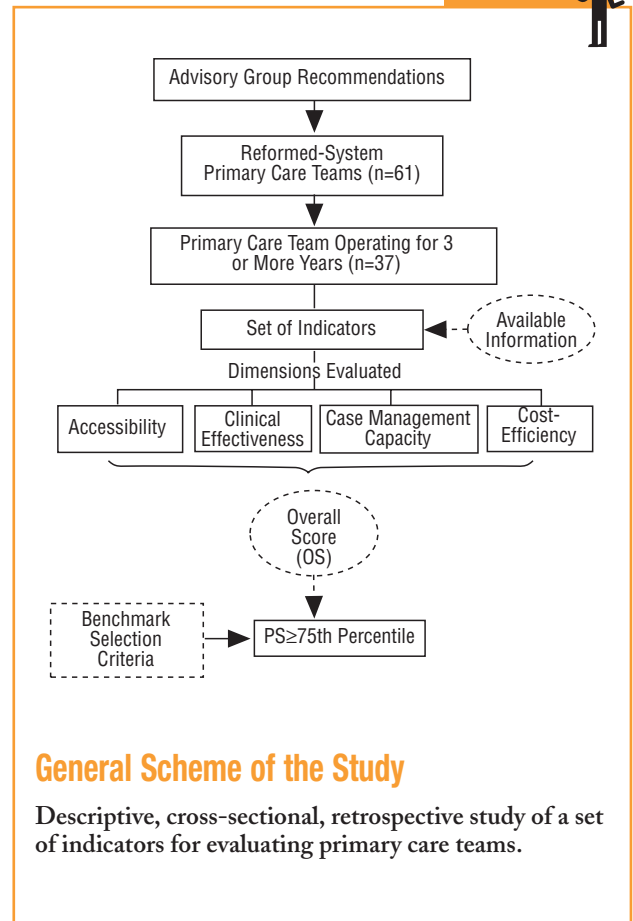 Advisory Group Recommendations
Reformed-System
Primary Care Teams (n=61)
Primary Care Team Operating for 3
or More Years (n=37)
Set of Indicators
Available
Information
Dimensions Evaluated
Accessibility
Clinical
Effectiveness
Case Management
Capacity
Cost-
Efficiency
Overall
Score
(OS)
Benchmark
Selection
Criteria
PS≥75th Percentile
General Scheme of the Study
Descriptive, cross-sectional, retrospective study of a set
of indicators for evaluating primary care teams.